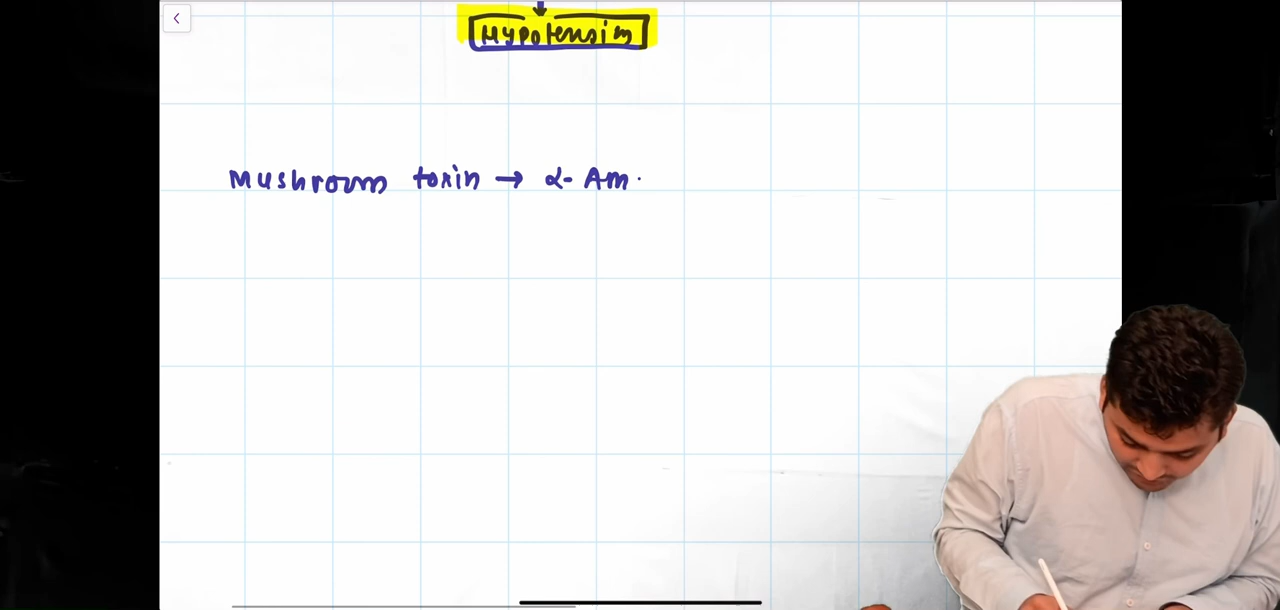 Hypotension
Mushroom toxin → α- Am.